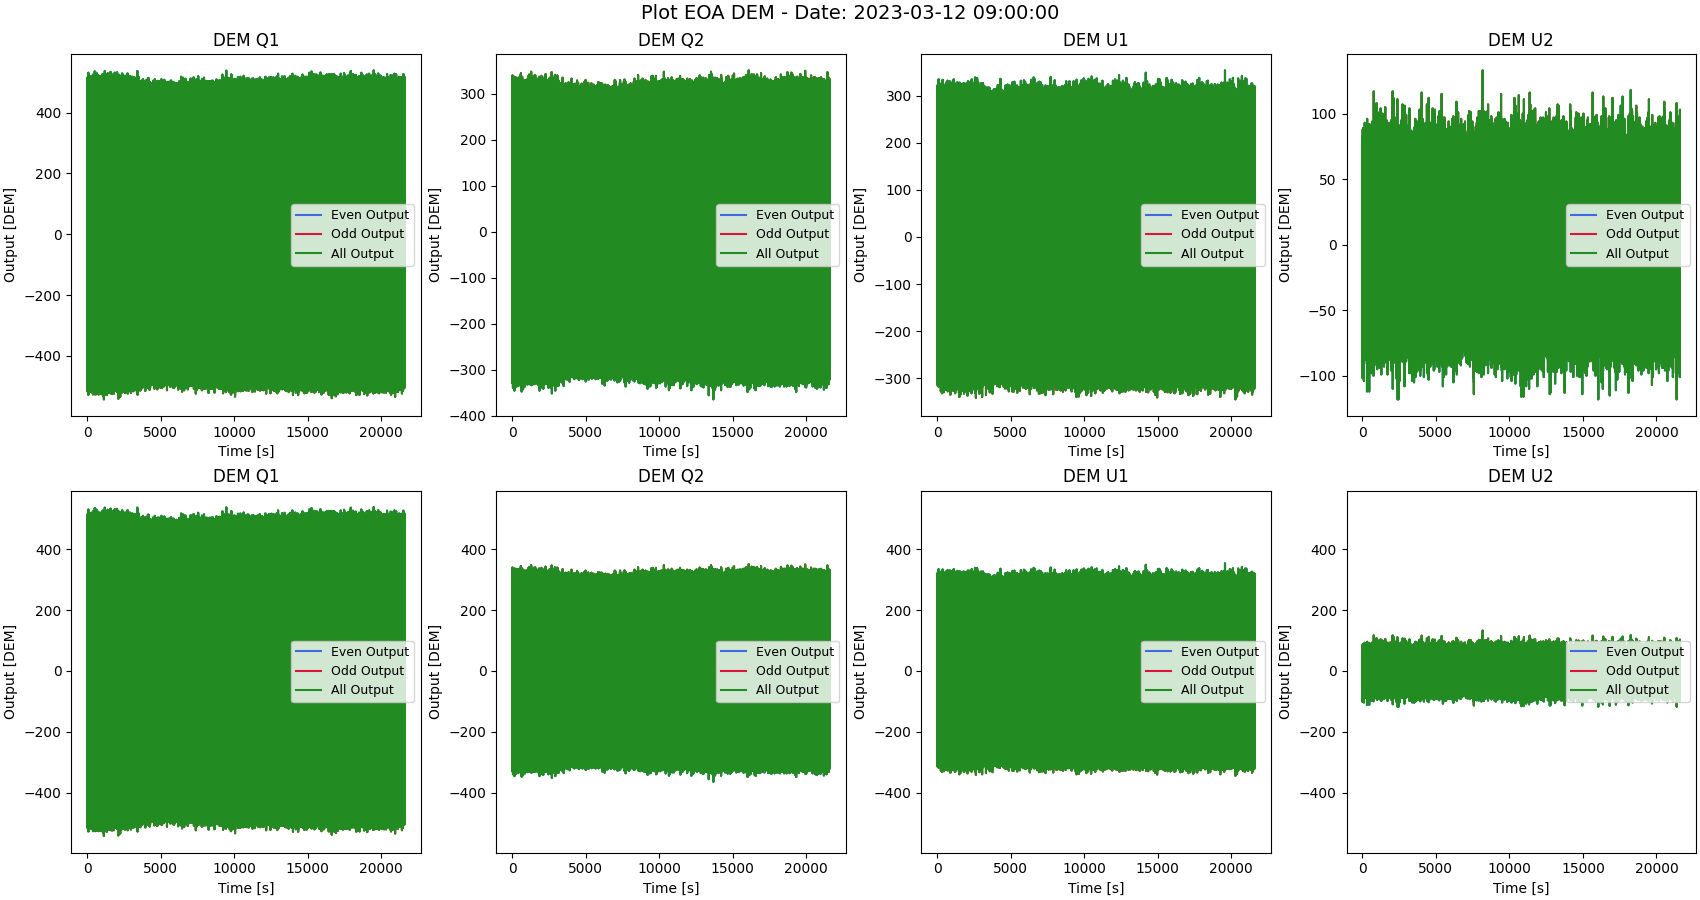 Plot EOA DEM - Date: 2023-03-12 09:00:00
DEM Q1
Output [DEM]
400
200
0
−200
−400
Even Output
Odd Output
All Output
0 5000 10000 15000 20000
Time [s]
DEM Q2
Output [DEM]
300
200
100
0
−100
−200
−300
−400
Even Output
Odd Output
All Output
0 5000 10000 15000 20000
Time [s]
DEM U1
Output [DEM]
300
200
100
0
−100
−200
−300
Even Output
Odd Output
All Output
0 5000 10000 15000 20000
Time [s]
DEM U2
Output [DEM]
100
50
0
−50
−100
Even Output
Odd Output
All Output
0 5000 10000 15000 20000
Time [s]
DEM Q1
Output [DEM]
400
200
0
−200
−400
Even Output
Odd Output
All Output
0 5000 10000 15000 20000
Time [s]
DEM Q2
Output [DEM]
400
200
0
−200
−400
Even Output
Odd Output
All Output
0 5000 10000 15000 20000
Time [s]
DEM U1
Output [DEM]
400
200
0
−200
−400
Even Output
Odd Output
All Output
0 5000 10000 15000 20000
Time [s]
DEM U2
Output [DEM]
400
200
0
−200
−400
Even Output
Odd Output
All Output
0 5000 10000 15000 20000
Time [s]